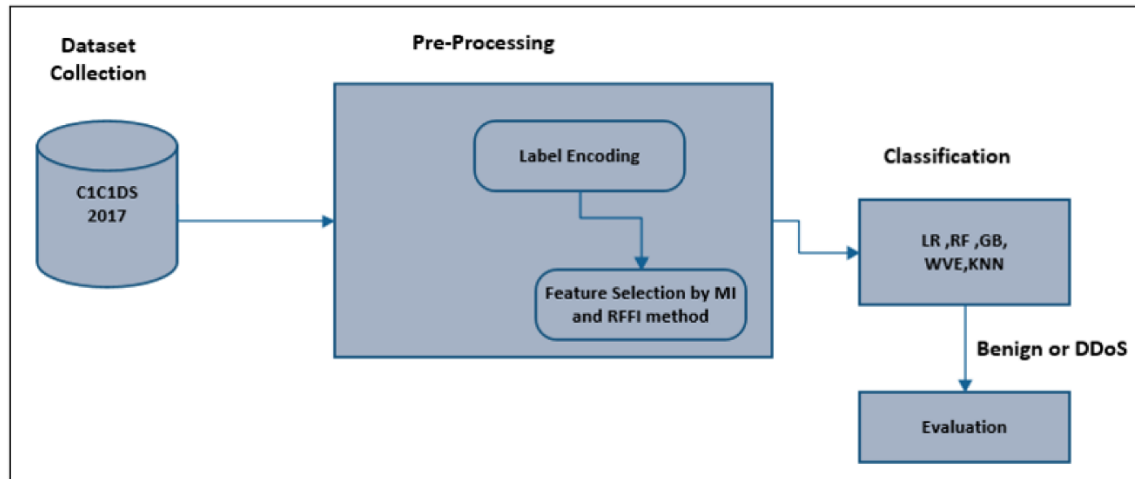 Dataset
Collection
Pre-Processing
C1C1DS
2017
Label Encoding
Feature Selection by MI
and RFFI method
Classification
LR ,RF ,GB,
WVE,KNN
Benign or DDoS
Evaluation